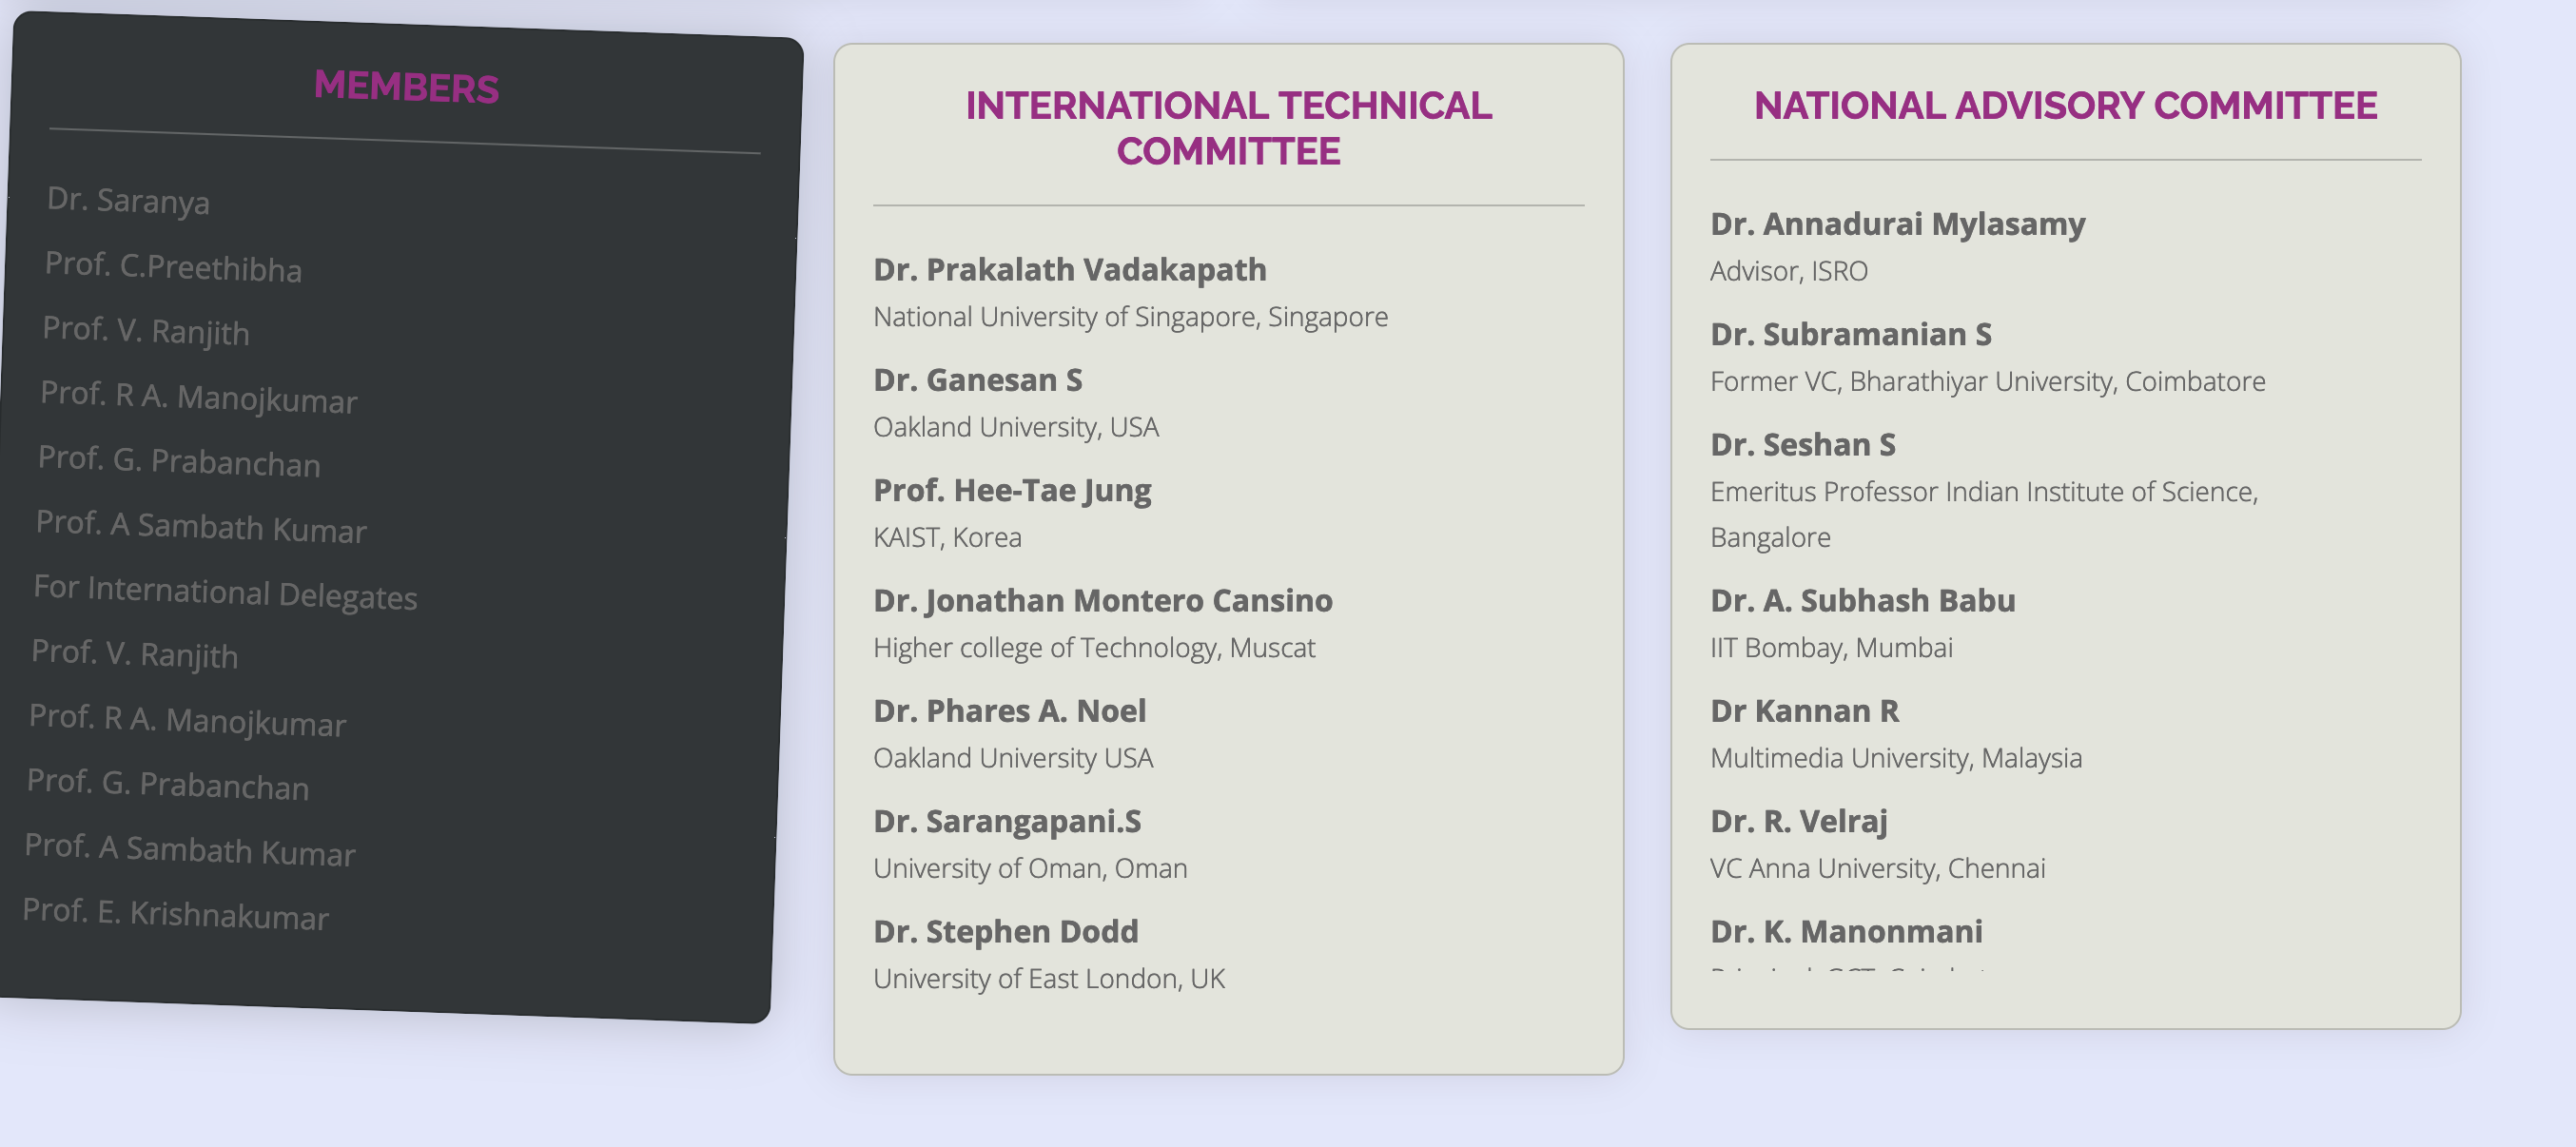 MEMBERS
Dr. Saranya
Prof. C.Preethibha
Prof. V. Ranjith
Prof. R A. Manojkumar
Prof. G. Prabanchan
Prof. A Sambath Kumar
For International Delegates
Prof. V. Ranjith
Prof. R A. Manojkumar
Prof. G. Prabanchan
Prof. A Sambath Kumar
Prof. E. Krishnakumar
INTERNATIONAL TECHNICAL
COMMITTEE
Dr. Prakalath Vadakapath
National University of Singapore, Singapore
Dr. Ganesan S
Oakland University, USA
Prof. Hee-Tae Jung
KAIST, Korea
Dr. Jonathan Montero Cansino
Higher college of Technology, Muscat
Dr. Phares A. Noel
Oakland University USA
Dr. Sarangapani.S
University of Oman, Oman
Dr. Stephen Dodd
University of East London, UK
NATIONAL ADVISORY COMMITTEE
Dr. Annadurai Mylasamy
Advisor, ISRO
Dr. Subramanian S
Former VC, Bharathiyar University, Coimbatore
Dr. Seshan S
Emeritus Professor Indian Institute of Science,
Bangalore
Dr. A. Subhash Babu
IIT Bombay, Mumbai
Dr Kannan R
Multimedia University, Malaysia
Dr. R. Velraj
VC Anna University, Chennai
Dr. K. Manonmani